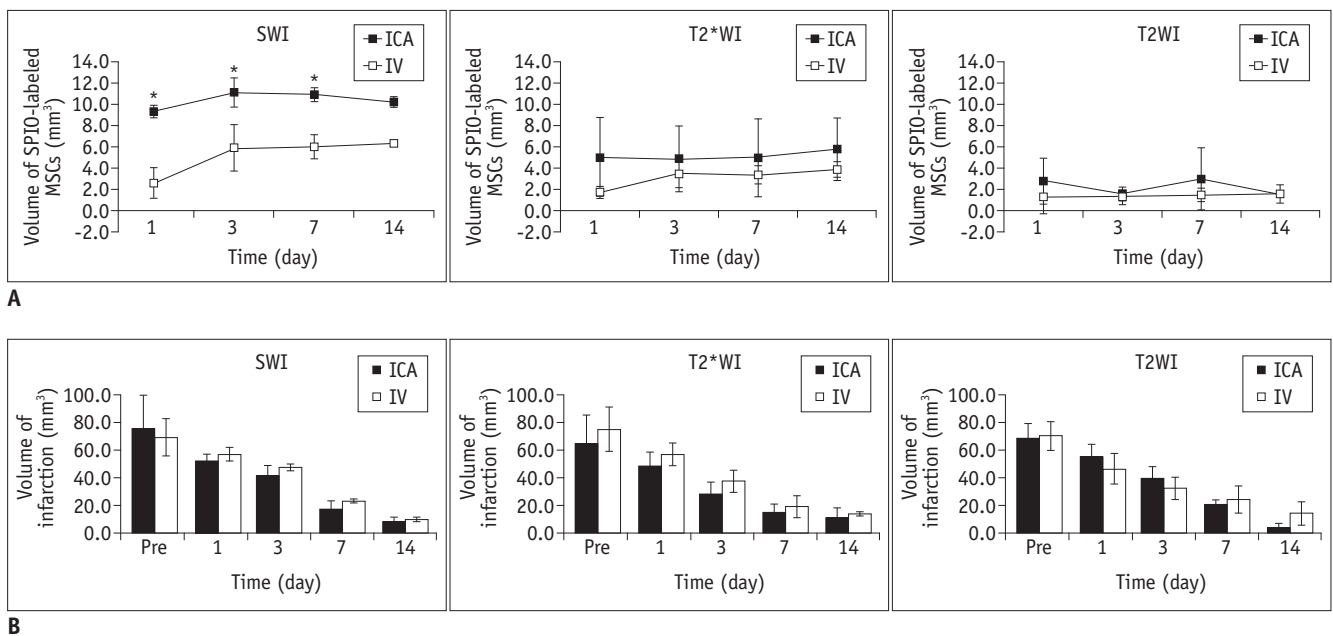 SWI
ICA
IV
Volume of SPIO-labeled
MSCs (mm³)
14.0
12.0
10.0
8.0
6.0
4.0
2.0
0.0
-2.0
*
*
*
1 3 7 14
Time (day)
T2*WI
ICA
IV
Volume of SPIO-labeled
MSCs (mm³)
14.0
12.0
10.0
8.0
6.0
4.0
2.0
0.0
-2.0
1 3 7 14
Time (day)
T2WI
ICA
IV
Volume of SPIO-labeled
MSCs (mm³)
14.0
12.0
10.0
8.0
6.0
4.0
2.0
0.0
-2.0
1 3 7 14
Time (day)
A
SWI
ICA
IV
Volume of
infarction (mm³)
100.0
80.0
60.0
40.0
20.0
0.0
Pre 1 3 7 14
Time (day)
T2*WI
ICA
IV
Volume of
infarction (mm³)
100.0
80.0
60.0
40.0
20.0
0.0
Pre 1 3 7 14
Time (day)
T2WI
ICA
IV
Volume of
infarction (mm³)
100.0
80.0
60.0
40.0
20.0
0.0
Pre 1 3 7 14
Time (day)
B